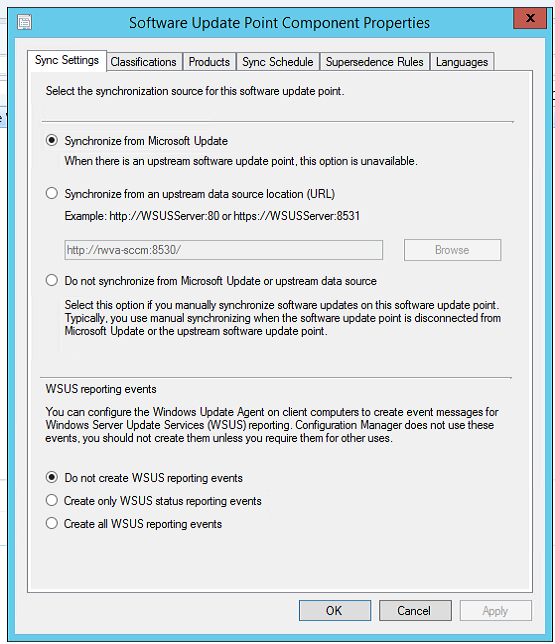 Software Update Point Component Properties
x
Sync Settings
Classifications
Products
Sync Schedule
Supersedence Rules
Languages
Select the synchronization source for this software update point.
Synchronize from Microsoft Update
When there is an upstream software update point, this option is unavailable.
Synchronize from an upstream data source location (URL)
Example: http://WSUSServer:80 or https://WSUSServer:8531
http://rwva-sccm:8530/
Browse
Do not synchronize from Microsoft Update or upstream data source
Select this option if you manually synchronize software updates on this software update point.
Typically, you use manual synchronizing when the software update point is disconnected from
Microsoft Update or the upstream software update point.
WSUS reporting events
You can configure the Windows Update Agent on client computers to create event messages for
Windows Server Update Services (WSUS) reporting. Configuration Manager does not use these
events, you should not create them unless you require them for other uses.
Do not create WSUS reporting events
Create only WSUS status reporting events
Create all WSUS reporting events
OK
Cancel
Apply